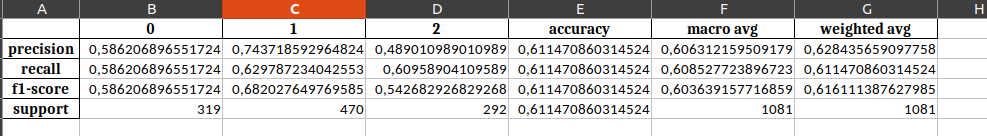 A B C D E F G H
0 1 2 accuracy macro avg weighted avg
precision 0,586206896551724 0,743718592964824 0,489010989010989 0,611470860314524 0,606312159509179 0,628435659097758
recall 0,586206896551724 0,629787234042553 0,60958904109589 0,611470860314524 0,608527723896723 0,611470860314524
f1-score 0,586206896551724 0,682027649769585 0,542682926829268 0,611470860314524 0,603639157716859 0,616111387627985
support 319 470 292 0,611470860314524 1081 1081